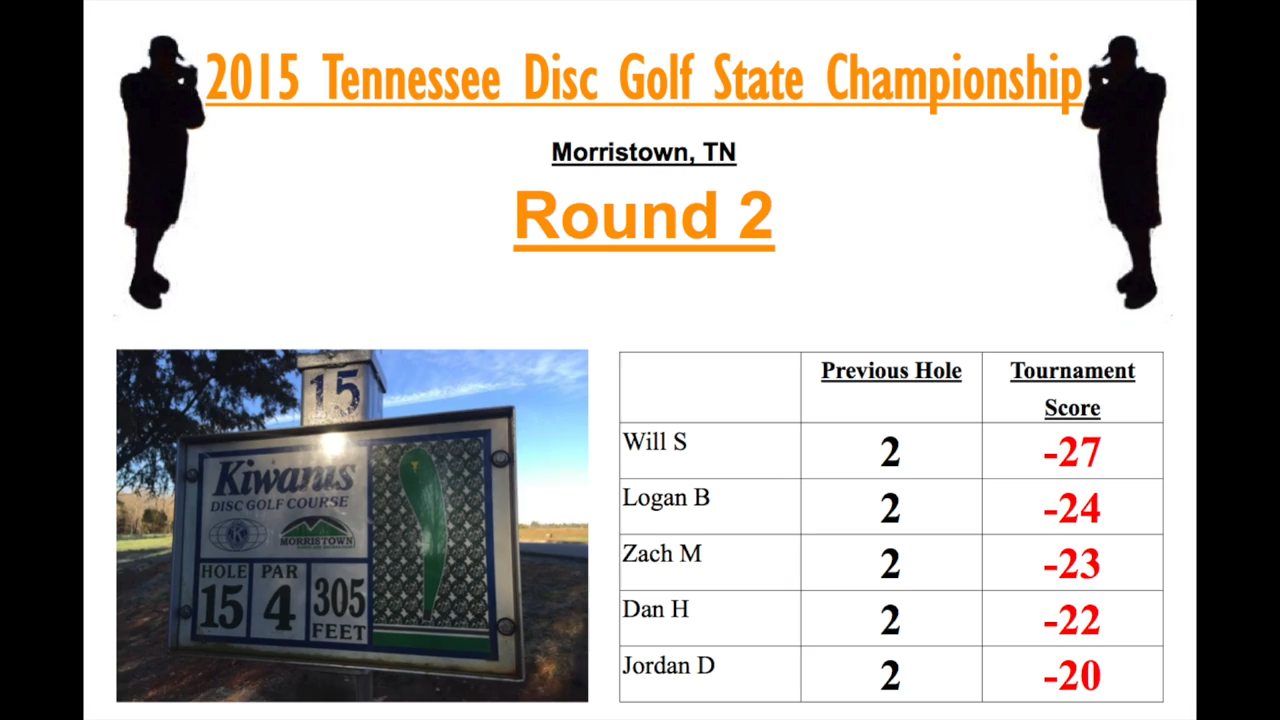 2015 Tennessee Disc Golf State Championship
Morristown, TN
Round 2
15
Kiwanis
DISC GOLF COURSE
K
MORRISTOWN
HOLE PAR
15 4 305
FEET
Previous Hole Tournament
Score
Will S 2 -27
Logan B 2 -24
Zach M 2 -23
Dan H 2 -22
Jordan D 2 -20